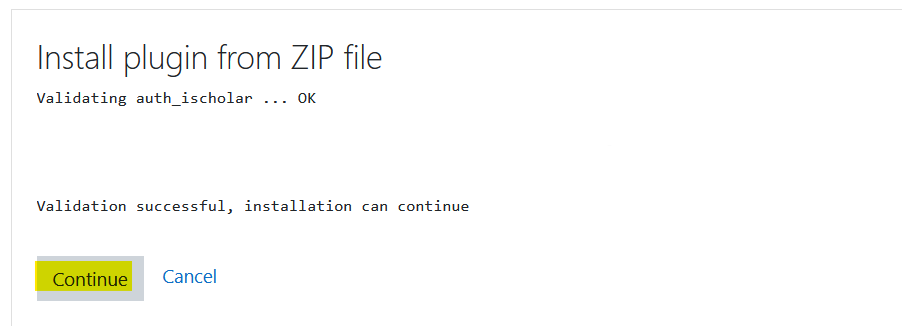 Install plugin from ZIP file
Validating auth_ischolar ... OK
Validation successful, installation can continue
Continue Cancel